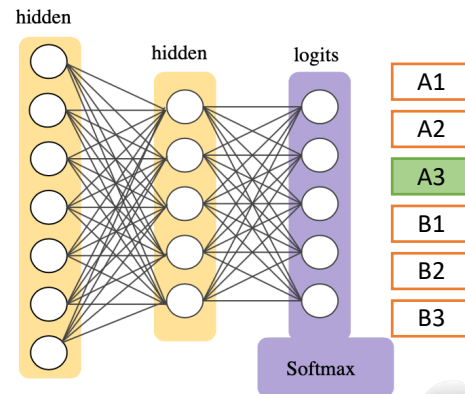 hidden
hidden
logits
A1
A2
A3
B1
B2
B3
Softmax